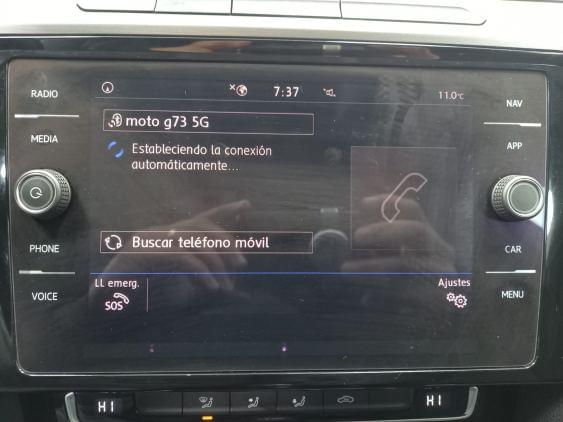 RADIO
7:37
11.0°C
NAV
moto g73 5G
MEDIA
Estableciendo la conexión
automáticamente...
APP
PHONE
Buscar teléfono móvil
CAR
VOICE
LL emerg.
SOS
Ajustes
MENU
HI
HI